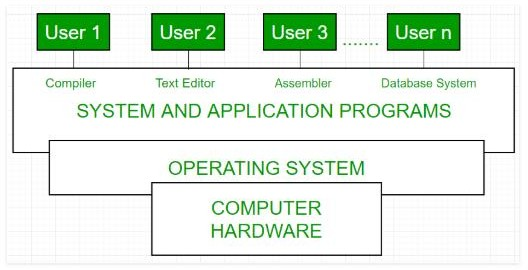 User 1 User 2 User 3 ....... User n
Compiler Text Editor Assembler Database System
SYSTEM AND APPLICATION PROGRAMS
OPERATING SYSTEM
COMPUTER
HARDWARE